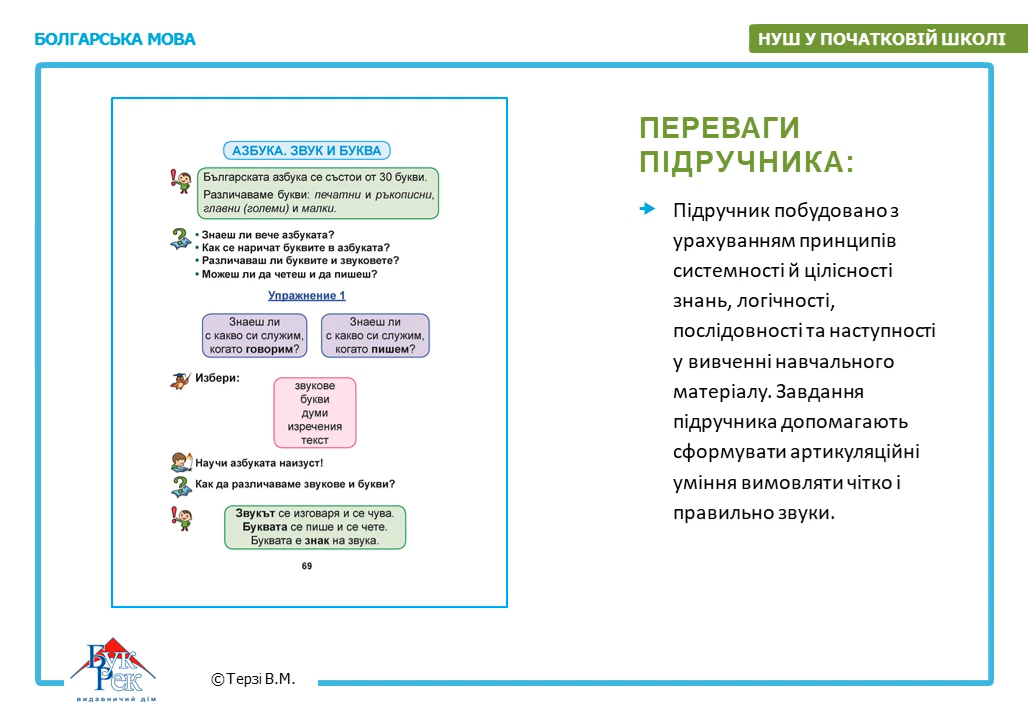 БОЛГАРСЬКА МОВА
НУШ У ПОЧАТКОВІЙ ШКОЛІ
АЗБУКА. ЗВУК И БУКВА
Българската азбука се състои от 30 букви.
Различаваме букви: печатни и ръкописни,
главни (големи) и малки.
• Знаеш ли вече азбуката?
• Как се наричат буквите в азбуката?
• Различаваш ли буквите и звуковете?
• Можеш ли да четеш и да пишеш?
Упражнение 1
Знаеш ли
с какво си служим,
когато говорим?
Знаеш ли
с какво си служим,
когато пишем?
Избери:
звукове
букви
думи
изречения
текст
Научи азбуката наизуст!
Как да различаваме звукове и букви?
Звукът се изговаря и се чува.
Буквата се пише и се чете.
Буквата е знак на звука.
69
ПЕРЕВАГИ
ПІДРУЧНИКА:
Підручник побудовано з
урахуванням принципів
системності й цілісності
знань, логічності,
послідовності та наступності
у вивченні навчального
матеріалу. Завдання
підручника допомагають
сформувати артикуляційні
уміння вимовляти чітко і
правильно звуки.
Бук
Рек
видавничий дім
©Терзі В.М.